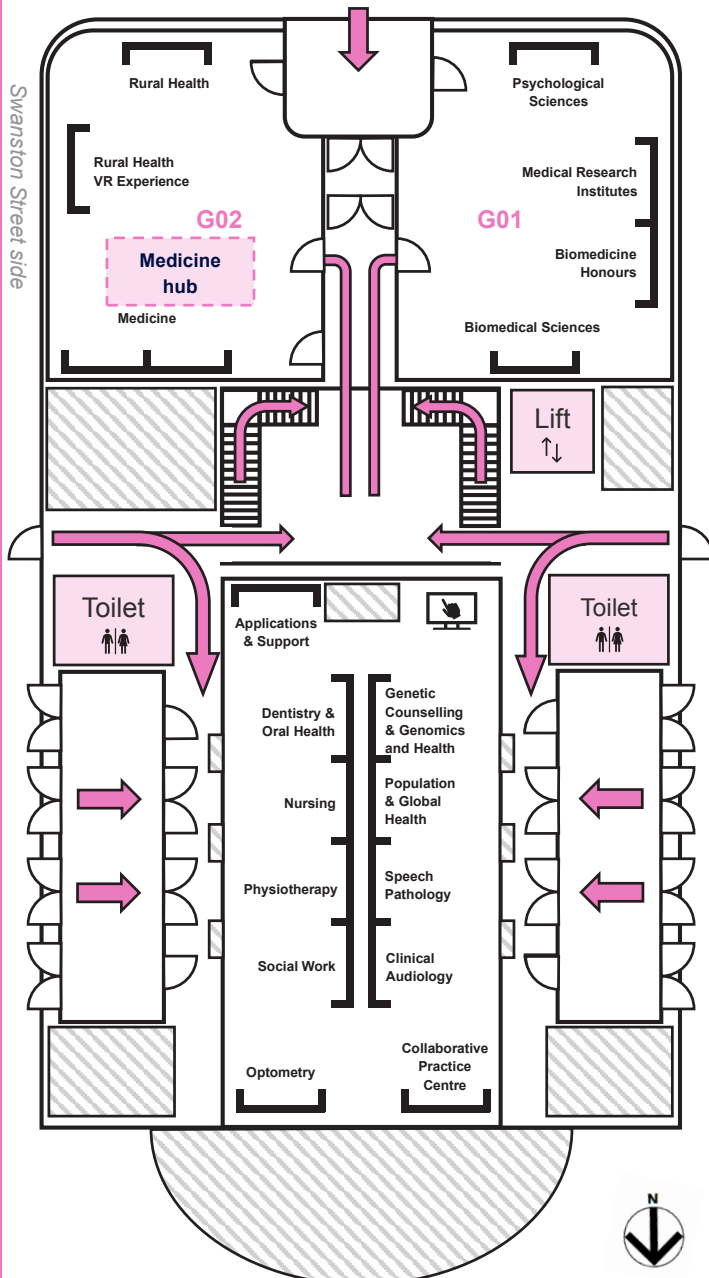 Swanston Street side
Rural Health
Psychological
Sciences
Rural Health
VR Experience
Medical Research
Institutes
G02
G01
Medicine
hub
Biomedicine
Honours
Medicine
Biomedical Sciences
Lift
Toilet
Toilet
Applications
& Support
Dentistry &
Oral Health
Genetic
Counselling
& Genomics
and Health
Nursing
Population
& Global
Health
Physiotherapy
Speech
Pathology
Social Work
Clinical
Audiology
Optometry
Collaborative
Practice
Centre
N